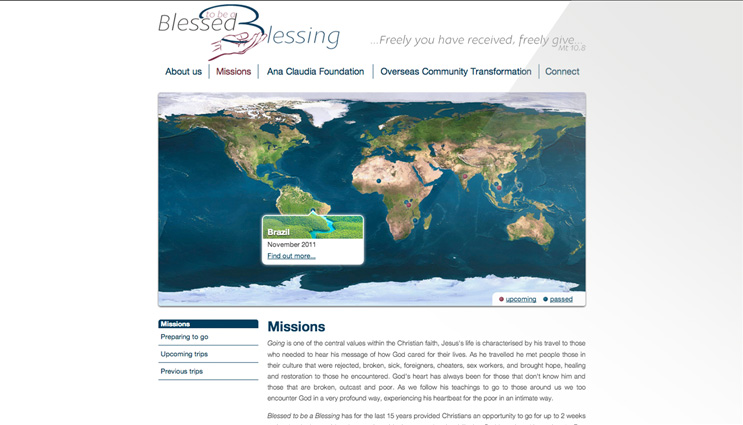 Blessed
to be a
Blessing
...Freely you have received, freely give...
Mt 10.8
About us
Missions
Ana Claudia Foundation
Overseas Community Transformation
Connect
Brazil
November 2011
Find out more...
upcoming
passed
Missions
Preparing to go
Upcoming trips
Previous trips
Missions
Going is one of the central values within the Christian faith, Jesus's life is characterised by his travel to those
who needed to hear his message of how God cared for their lives. As he travelled he met people those in
their culture that were rejected, broken, sick, foreigners, cheaters, sex workers, and brought hope, healing
and restoration to those he encountered. God's heart has always been for those that don't know him and
those that are broken, outcast and poor. As we follow his teachings to go to those around us we too
encounter God in a very profound way, experiencing his heartbeat for the poor in an intimate way.
Blessed to be a Blessing has for the last 15 years provided Christians an opportunity to go for up to 2 weeks